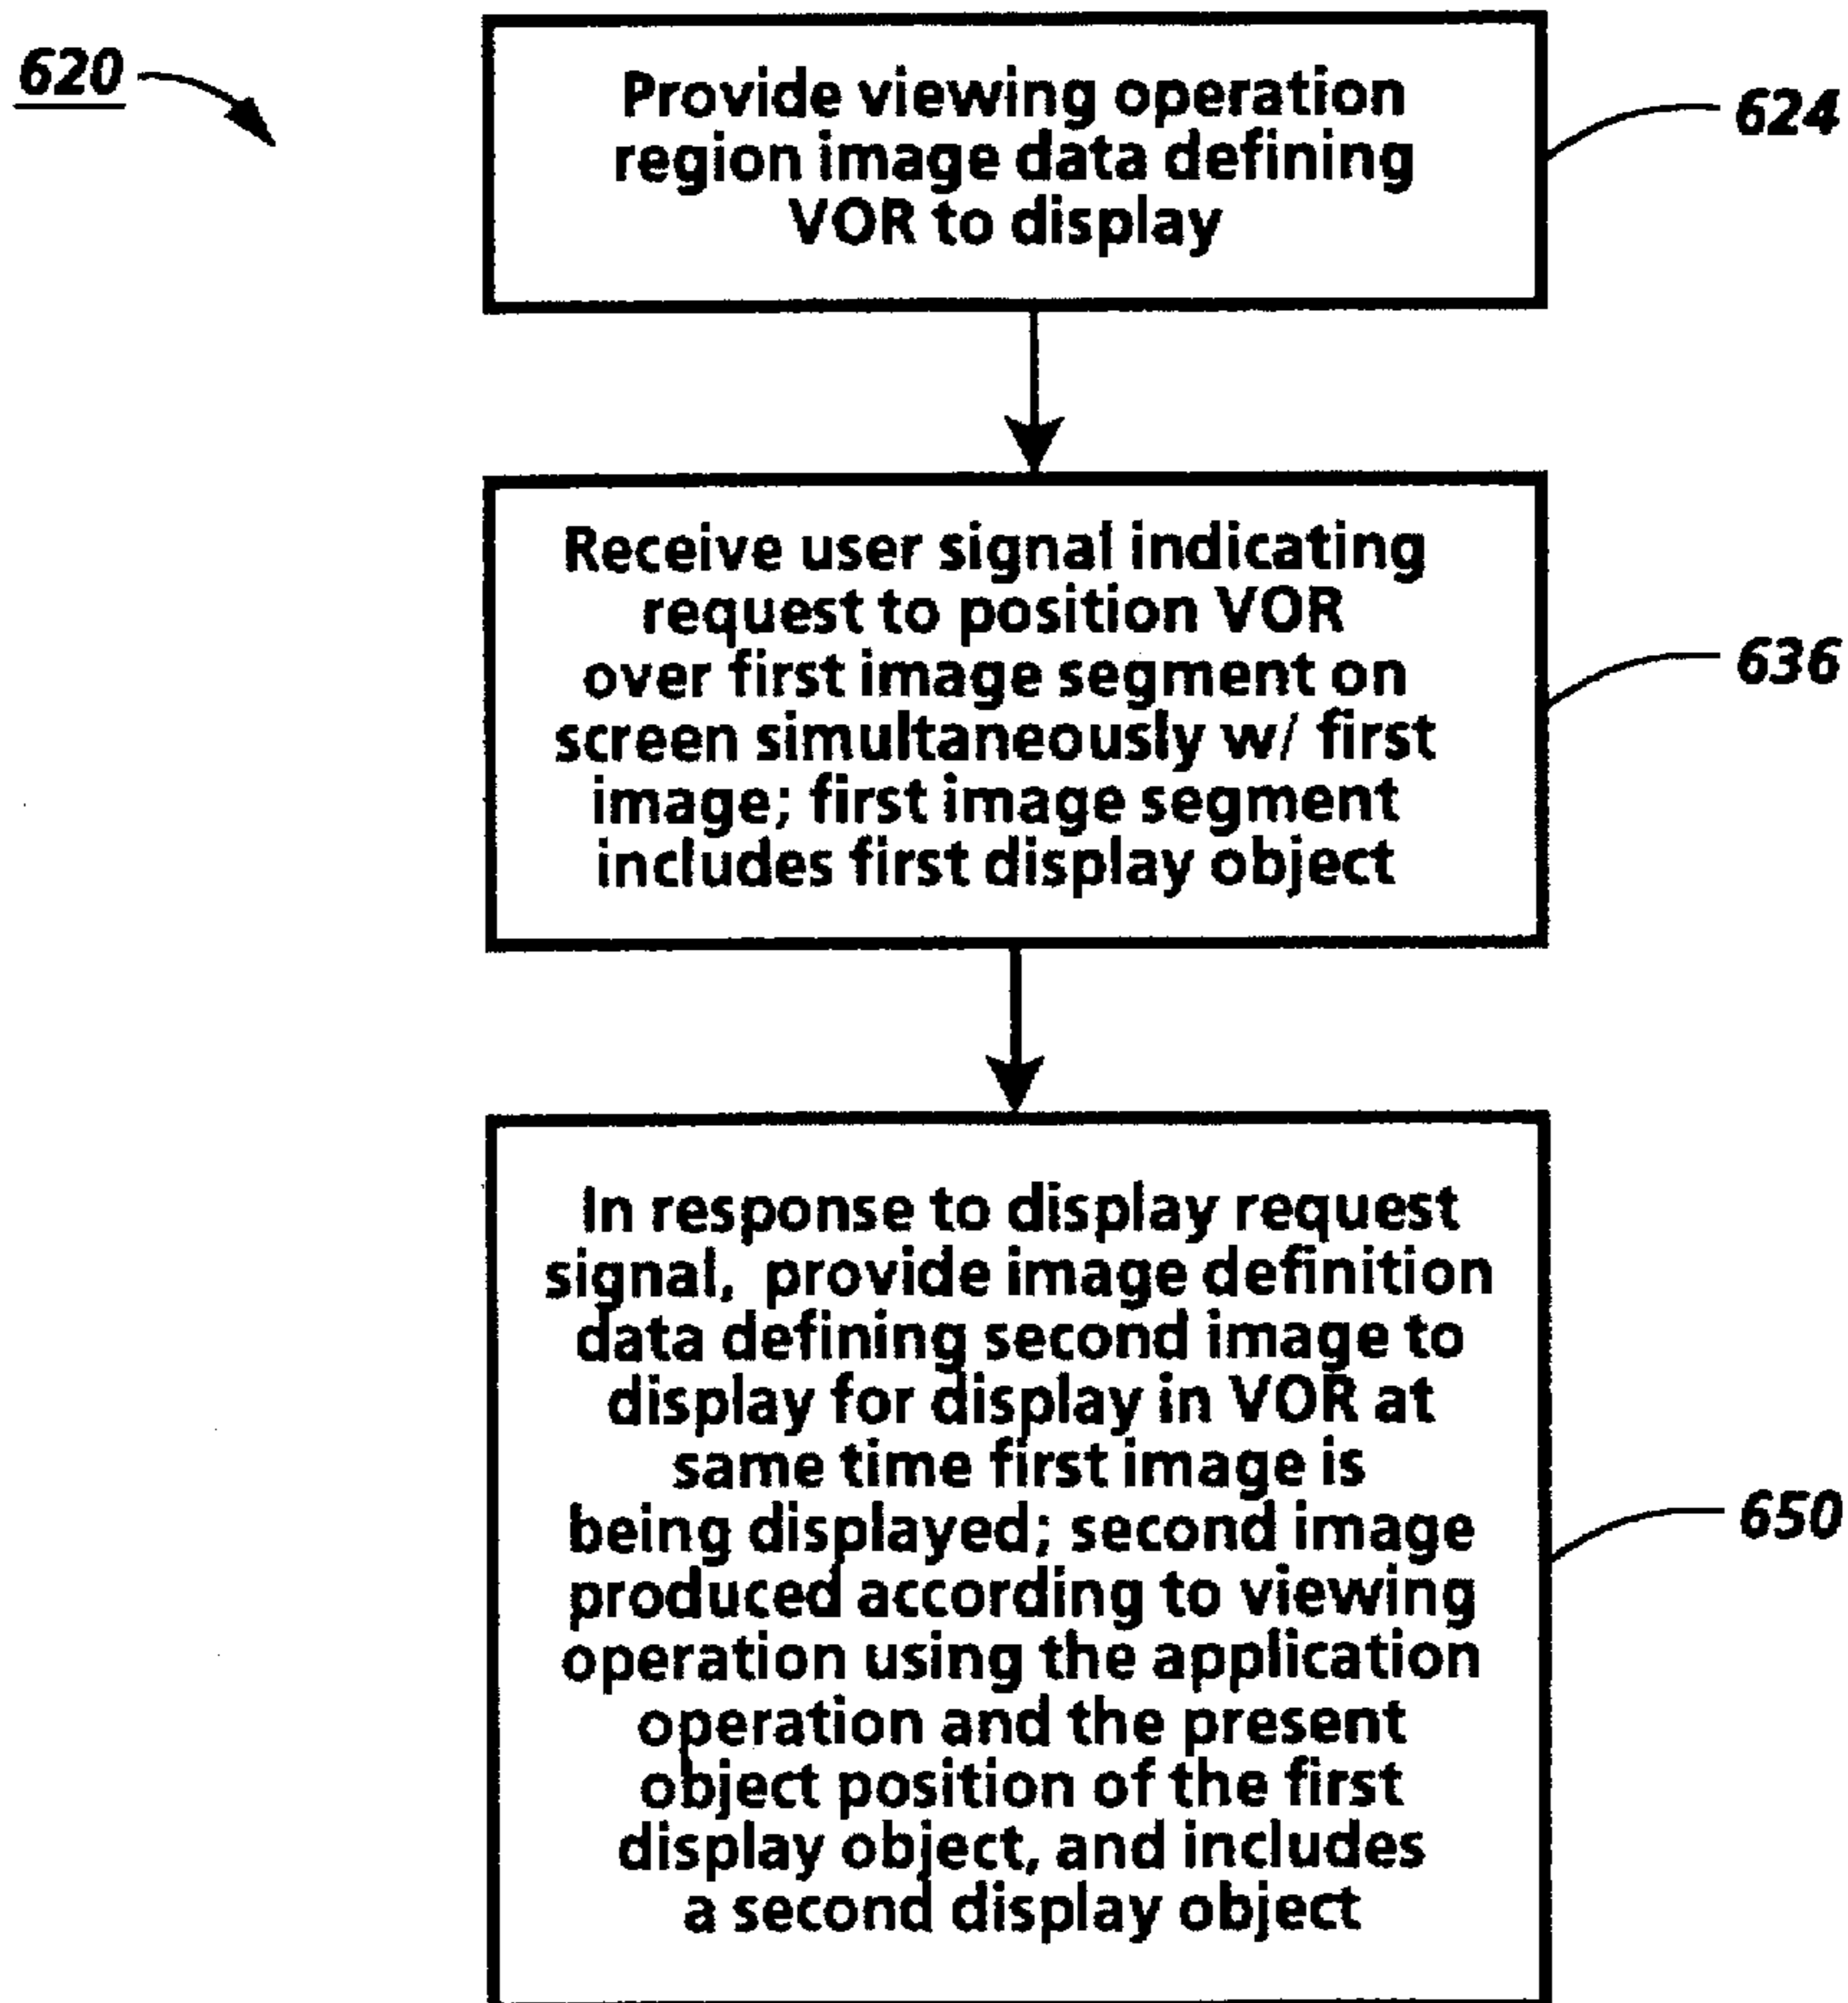 620
Provide viewing operation
region image data defining
VOR to display
624
Receive user signal indicating
request to position VOR
over first image segment on
screen simultaneously w/ first
image; first image segment
includes first display object
636
In response to display request
signal, provide image definition
data defining second image to
display for display in VOR at
same time first image is
being displayed; second image
produced according to viewing
operation using the application
operation and the present
object position of the first
display object, and includes
a second display object
650